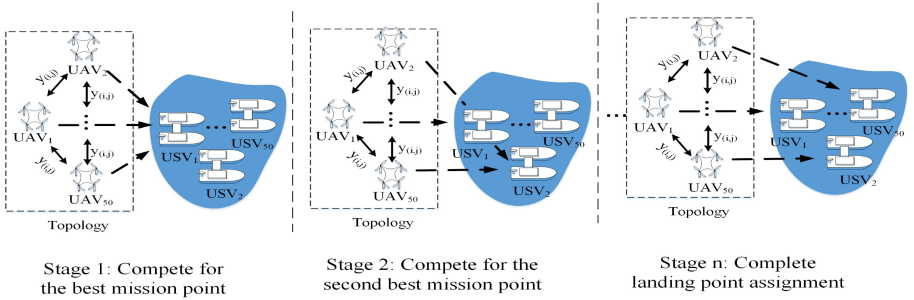 UAV2
y(i,j)
y(i,j)
UAV1
y(i,j)
y(i,j)
UAV50
Topology
USV1
USV50
USV2
Stage 1: Compete for
the best mission point
UAV2
y(i,j)
y(i,j)
UAV1
y(i,j)
y(i,j)
UAV50
Topology
USV1
USV50
USV2
Stage 2: Compete for the
second best mission point
UAV2
y(i,j)
y(i,j)
UAV1
y(i,j)
y(i,j)
UAV50
Topology
USV1
USV50
USV2
Stage n: Complete
landing point assignment